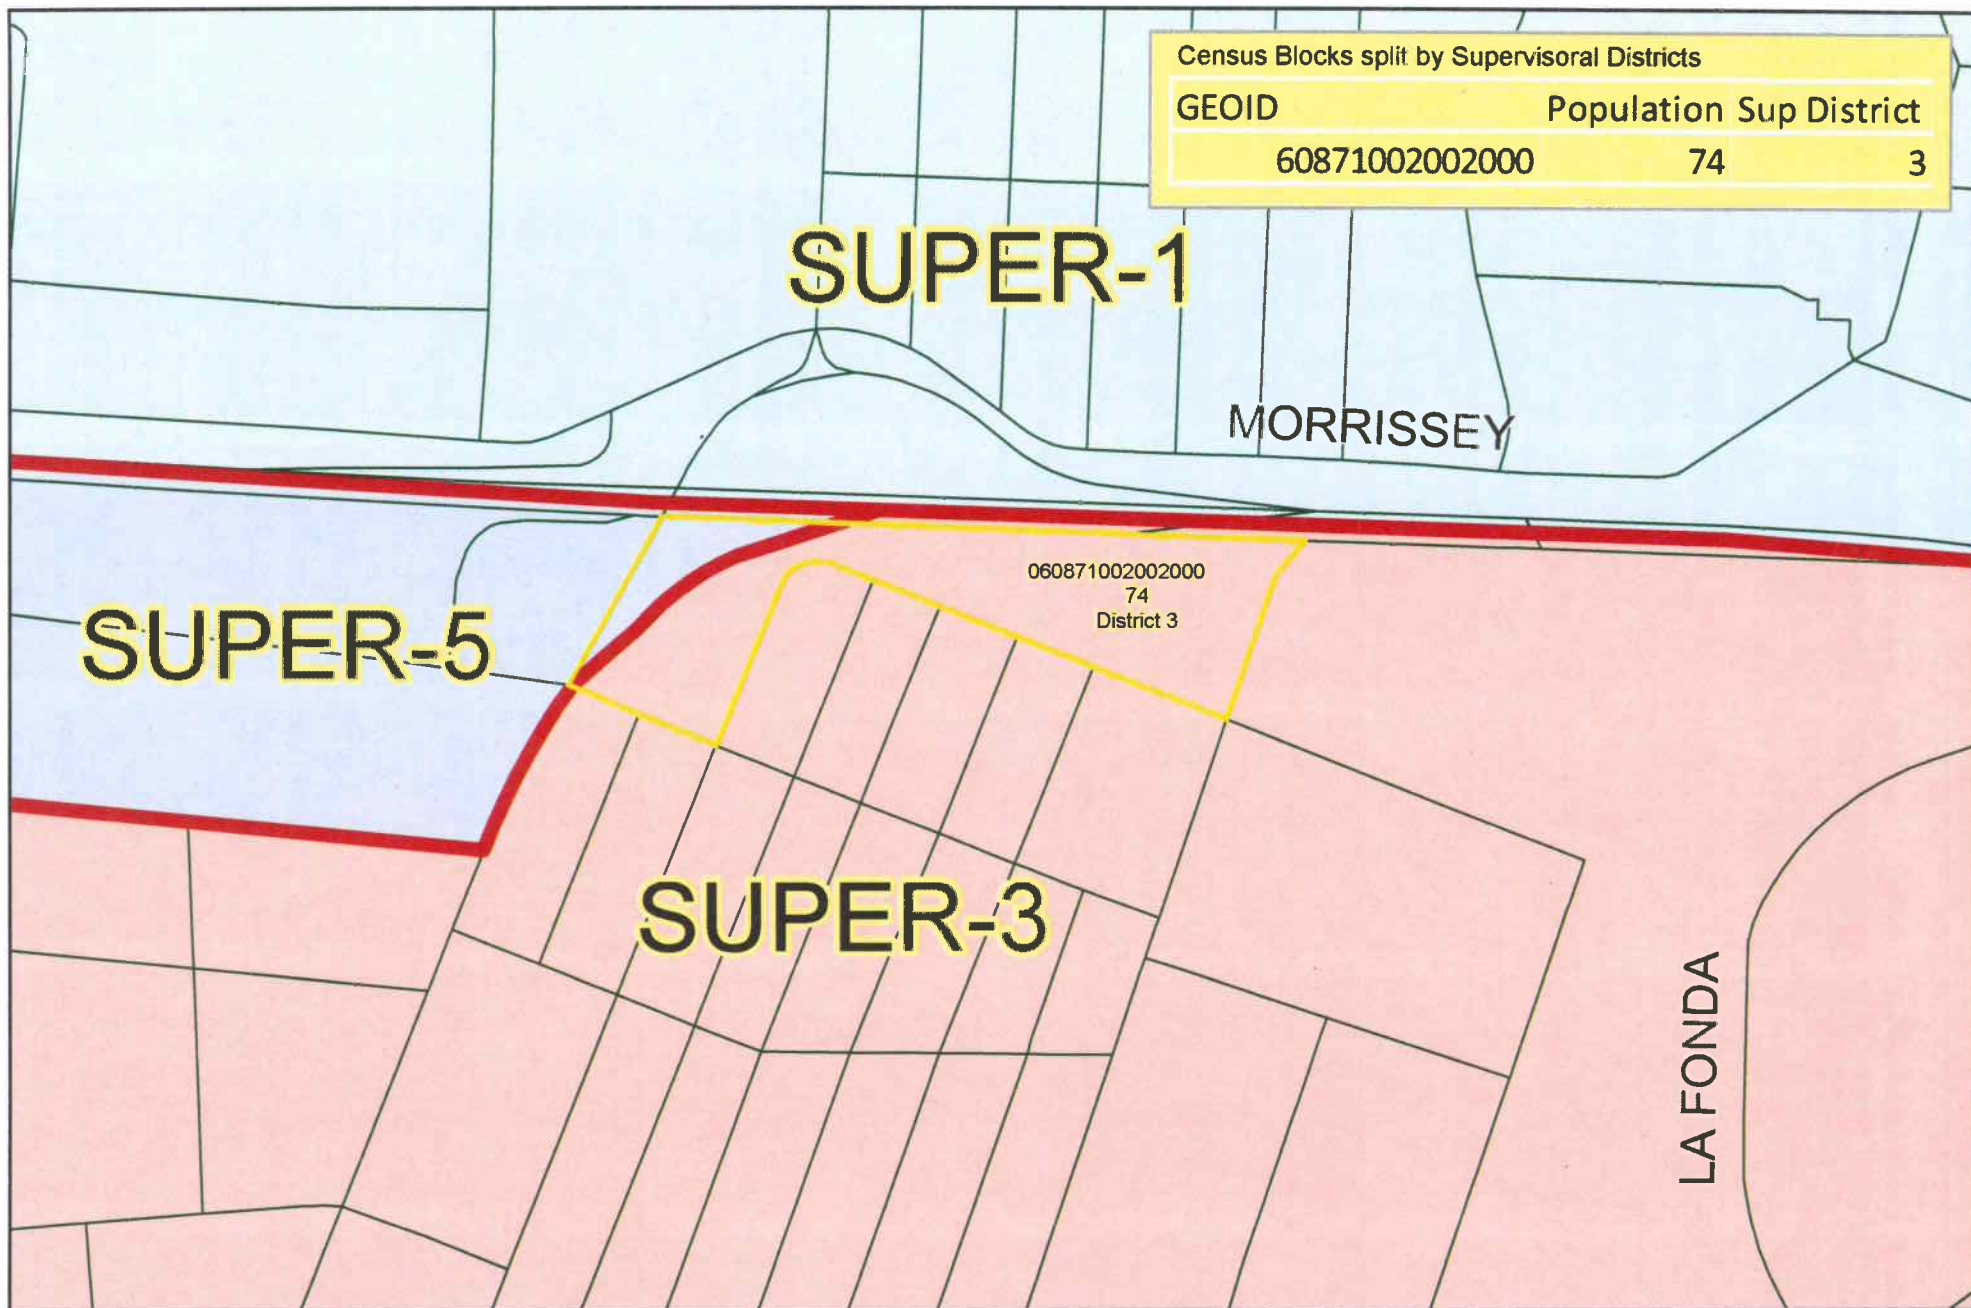 Census Blocks split by Supervisoral Districts
GEOID Population Sup District
60871002002000 74 3
SUPER-1
MORRISSEY
060871002002000
74
District 3
SUPER-5
SUPER-3
LA FONDA